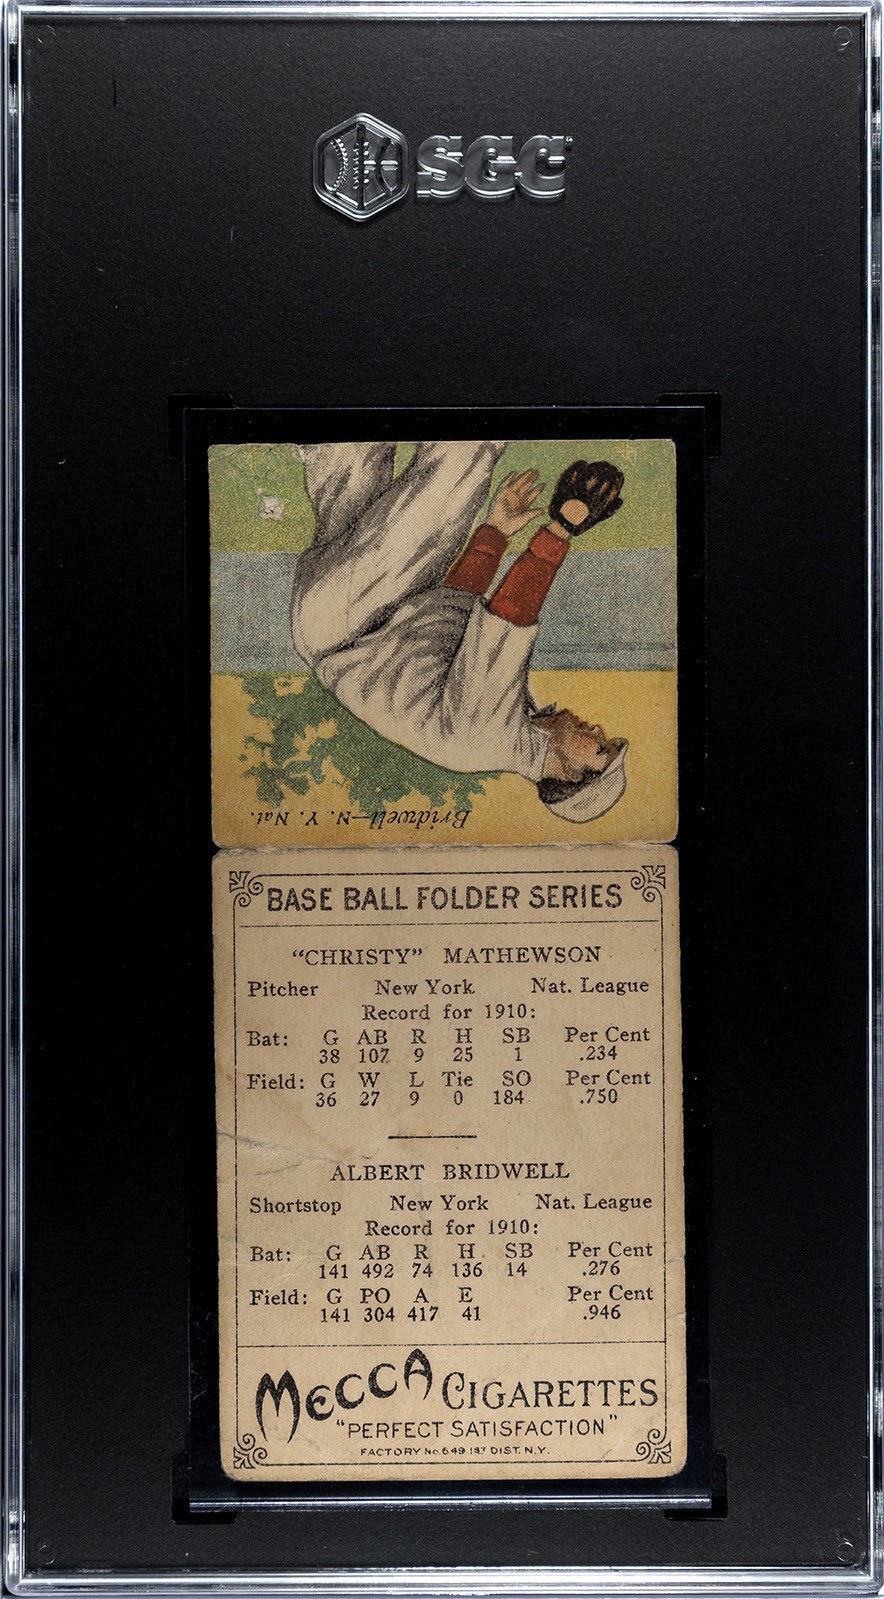 SGC
Bridwell—N. Y. Nat.
BASE BALL FOLDER SERIES
"CHRISTY" MATHEWSON
Pitcher New York Nat. League
Record for 1910:
Bat: G AB R H SB Per Cent
38 107 9 25 1 .234
Field: G W L Tie SO Per Cent
36 27 9 0 184 .750
ALBERT BRIDWELL
Shortstop New York Nat. League
Record for 1910:
Bat: G AB R H SB Per Cent
141 492 74 136 14 .276
Field: G PO A E Per Cent
141 304 417 41 .946
MECCA CIGARETTES
"PERFECT SATISFACTION"
FACTORY No. 649 1ST DIST. N.Y.